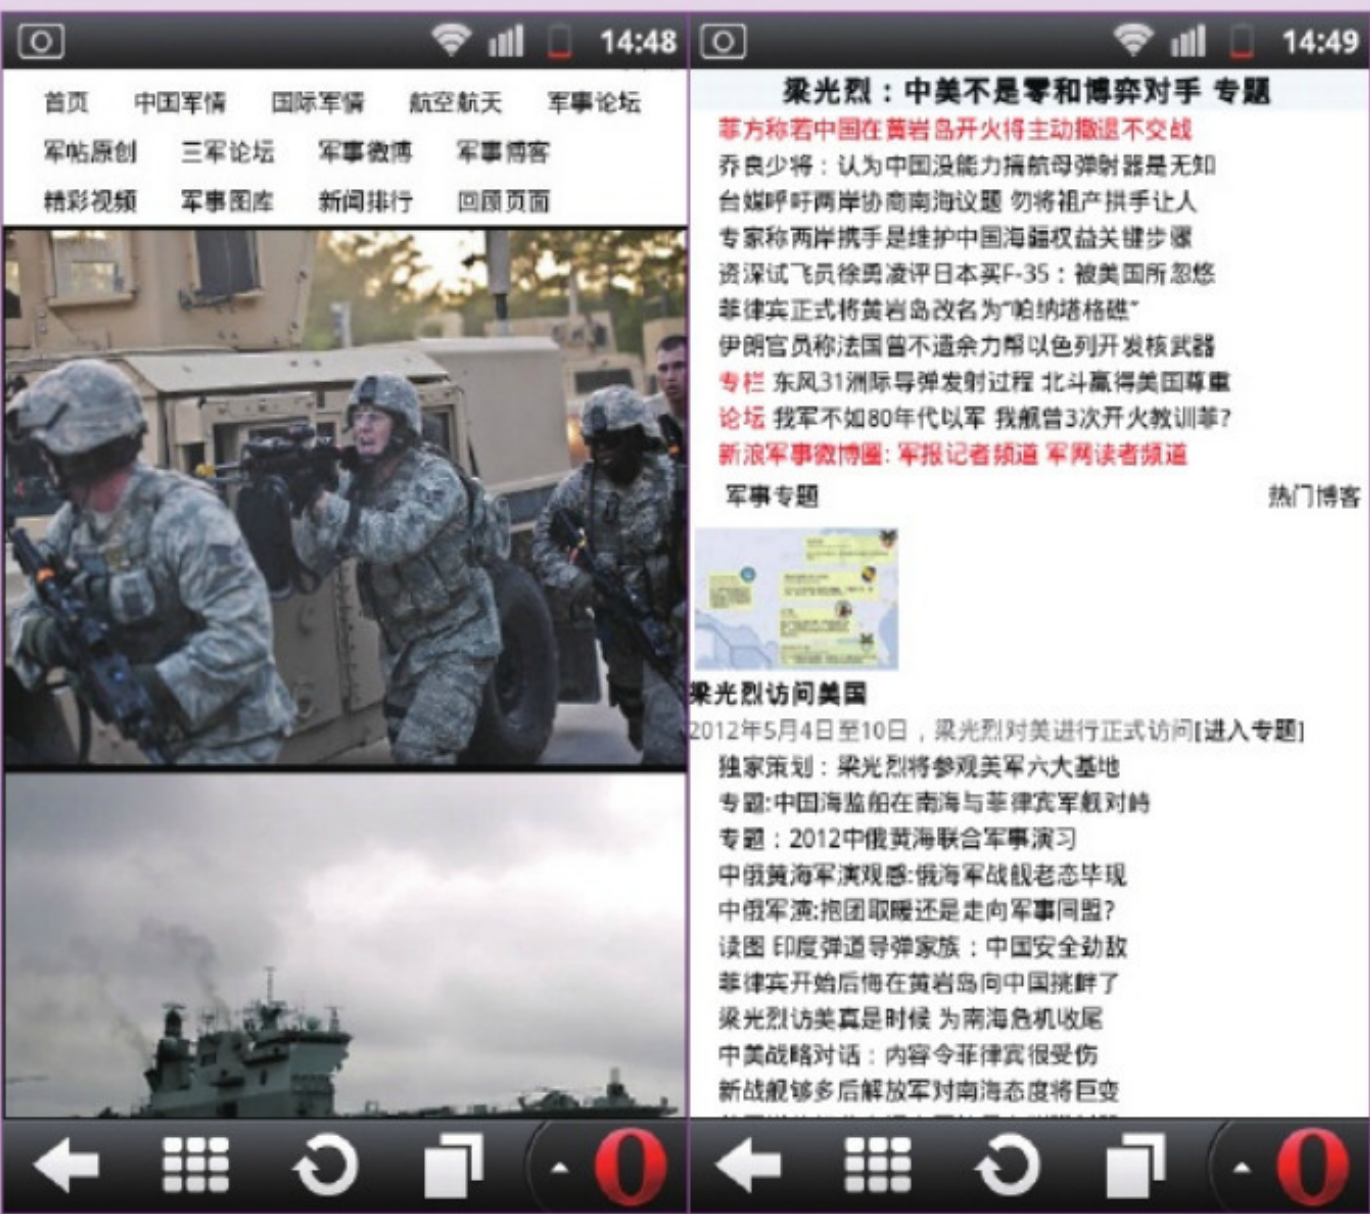 14:48
首页 中国军情 国际军情 航空航天 军事论坛
军帖原创 三军论坛 军事微博 军事博客
精彩视频 军事图库 新闻排行 回顾页面
14:49
梁光烈：中美不是零和博弈对手 专题
菲方称若中国在黄岩岛开火将主动撤退不交战
乔良少将：认为中国没能力搞航母弹射器是无知
台媒呼吁两岸协商南海议题 勿将祖产拱手让人
专家称两岸携手是维护中国海疆权益关键步骤
资深试飞员徐勇凌评日本买F-35：被美国所忽悠
菲律宾正式将黄岩岛改名为“帕纳塔格礁”
伊朗官员称法国曾不遗余力帮以色列开发核武器
专栏 东风31洲际导弹发射过程 北斗赢得美国尊重
论坛 我军不如80年代以军 我舰曾3次开火教训菲?
新浪军事微博圈: 军报记者频道 军网读者频道
军事专题 热门博客
梁光烈访问美国
2012年5月4日至10日，梁光烈对美进行正式访问[进入专题]
独家策划：梁光烈将参观美军六大基地
专题:中国海监船在南海与菲律宾军舰对峙
专题：2012中俄黄海联合军事演习
中俄黄海军演观感:俄海军战舰老态毕现
中俄军演:抱团取暖还是走向军事同盟?
读图 印度弹道导弹家族：中国安全劲敌
菲律宾开始后悔在黄岩岛向中国挑衅了
梁光烈访美真是时候 为南海危机收尾
中美战略对话：内容令菲律宾很受伤
新战舰够多后解放军对南海态度将巨变